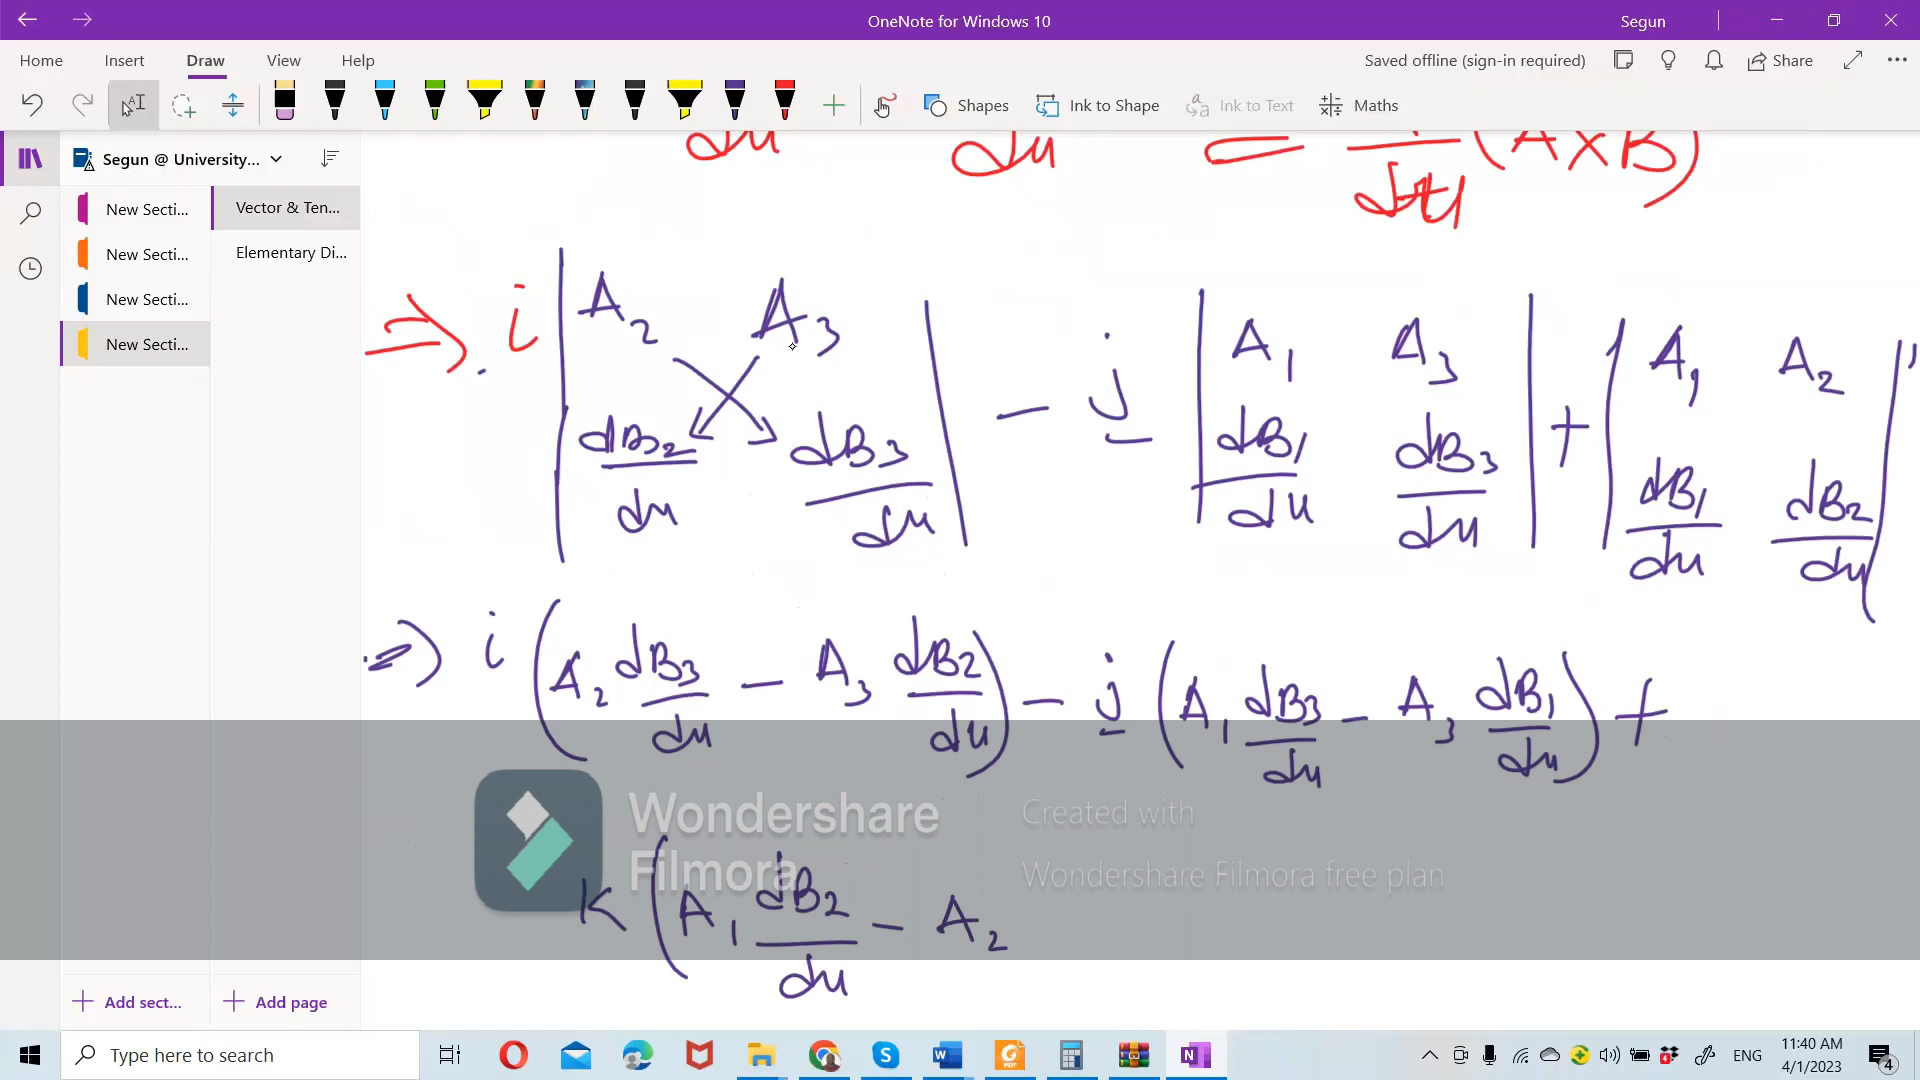 OneNote for Windows 10
Segun
Home Insert Draw View Help
Saved offline (sign-in required) Share
Shapes Ink to Shape Ink to Text Maths
Segun @ University...
New Secti...
New Secti...
New Secti...
New Secti...
Vector & Ten...
Elementary Di...
du du = du (A X B)
⇒ i | A2 A3 | - j | A1 A3 | + | A1 A2 |
dB2/du dB3/du dB1/du dB3/du dB1/du dB2/du
⇒ i (A2 dB3/du - A3 dB2/du) - j (A1 dB3/du - A3 dB1/du) +
K (A1 dB2/du - A2
Wondershare
Filmora
Created with
Wondershare Filmora free plan
Add sect...
Add page
Type here to search
ENG
11:40 AM
4/1/2023
4